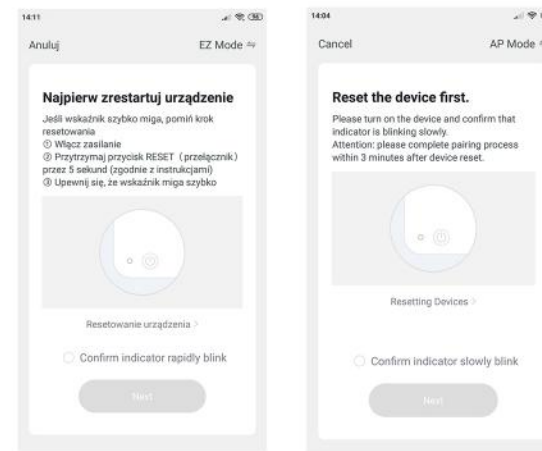 14:11
Anuluj
EZ Mode ⇋
Najpierw zrestartuj urządzenie
Jeśli wskaźnik szybko miga, pomiń krok
resetowania
① Włącz zasilanie
② Przytrzymaj przycisk RESET (przełącznik)
przez 5 sekund (zgodnie z instrukcjami)
③ Upewnij się, że wskaźnik miga szybko
Resetowanie urządzenia >
Confirm indicator rapidly blink
Next
14:04
Cancel
AP Mode
Reset the device first.
Please turn on the device and confirm that
indicator is blinking slowly.
Attention: please complete pairing process
within 3 minutes after device reset.
Resetting Devices >
Confirm indicator slowly blink
Next